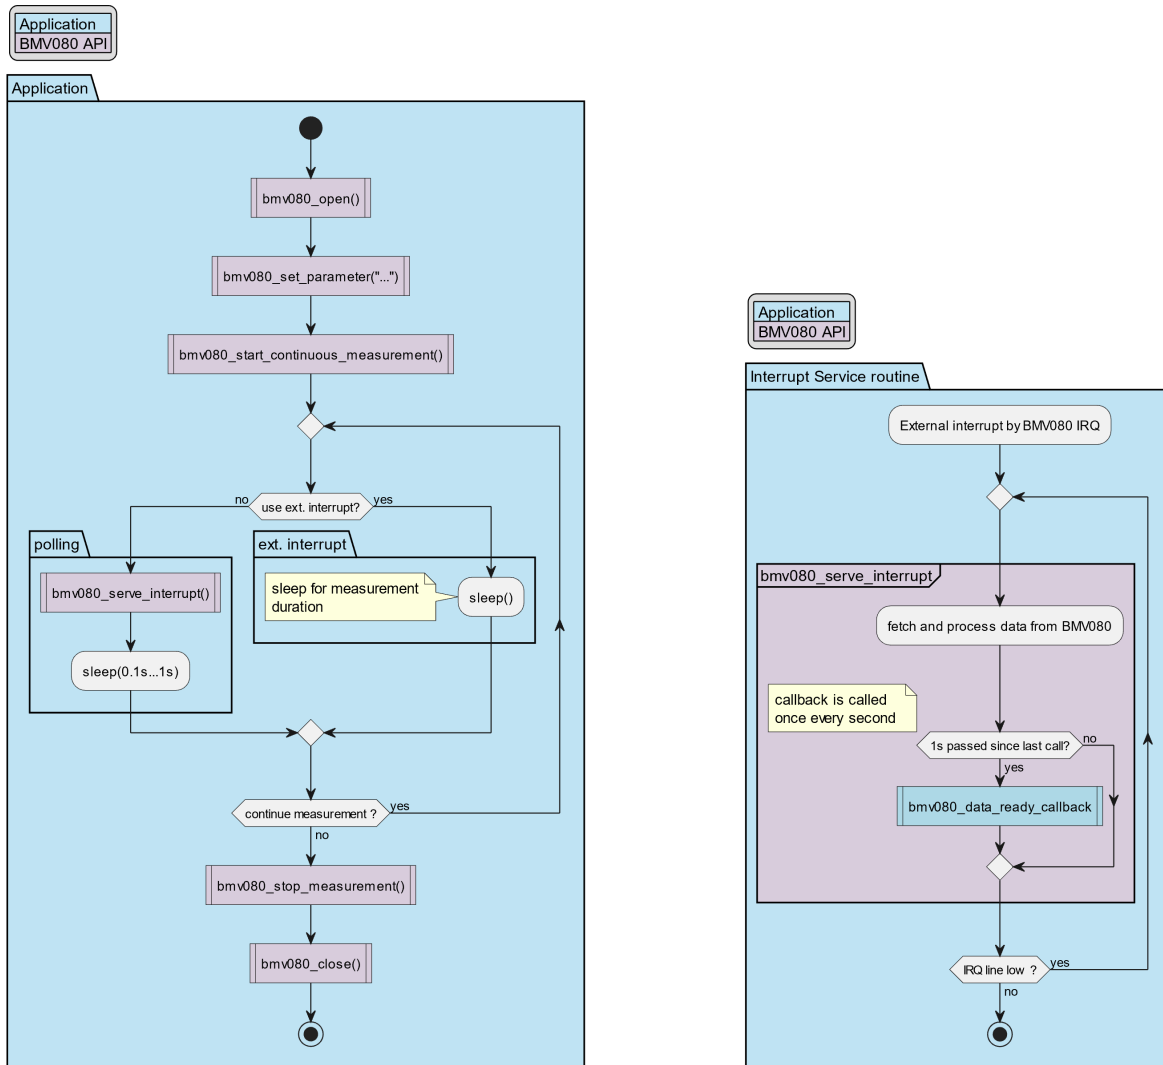 Application
BMV080 API
Application
bmv080_open()
bmv080_set_parameter("...")
bmv080_start_continuous_measurement()
use ext. interrupt?
no
yes
polling
bmv080_serve_interrupt()
sleep(0.1s...1s)
ext. interrupt
sleep for measurement
duration
sleep()
continue measurement ?
yes
no
bmv080_stop_measurement()
bmv080_close()
Application
BMV080 API
Interrupt Service routine
External interrupt by BMV080 IRQ
bmv080_serve_interrupt
fetch and process data from BMV080
callback is called
once every second
1s passed since last call?
no
yes
bmv080_data_ready_callback
IRQ line low ?
yes
no